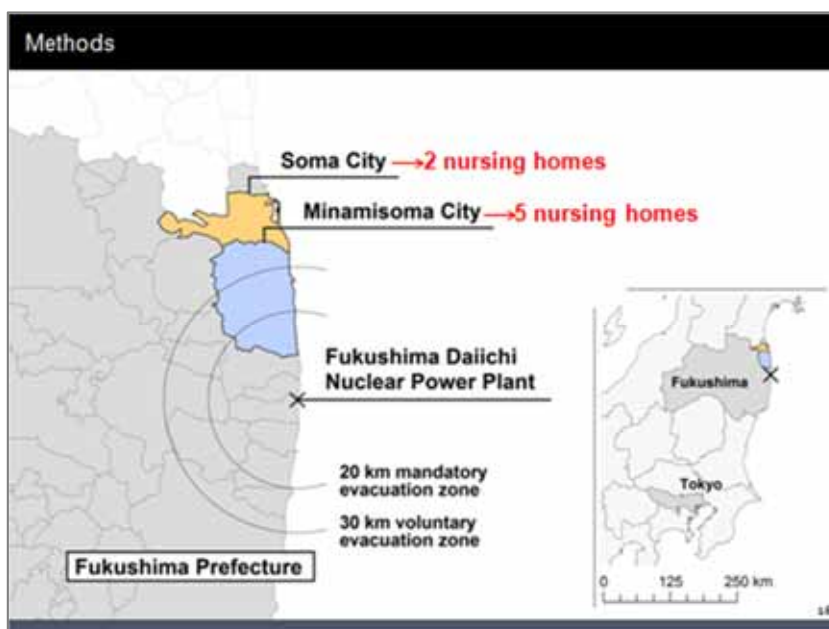 Methods
Soma City →2 nursing homes
Minamisoma City →5 nursing homes
Fukushima Daiichi
Nuclear Power Plant
20 km mandatory
evacuation zone
30 km voluntary
evacuation zone
Fukushima Prefecture
Fukushima
Tokyo
0 125 250 km